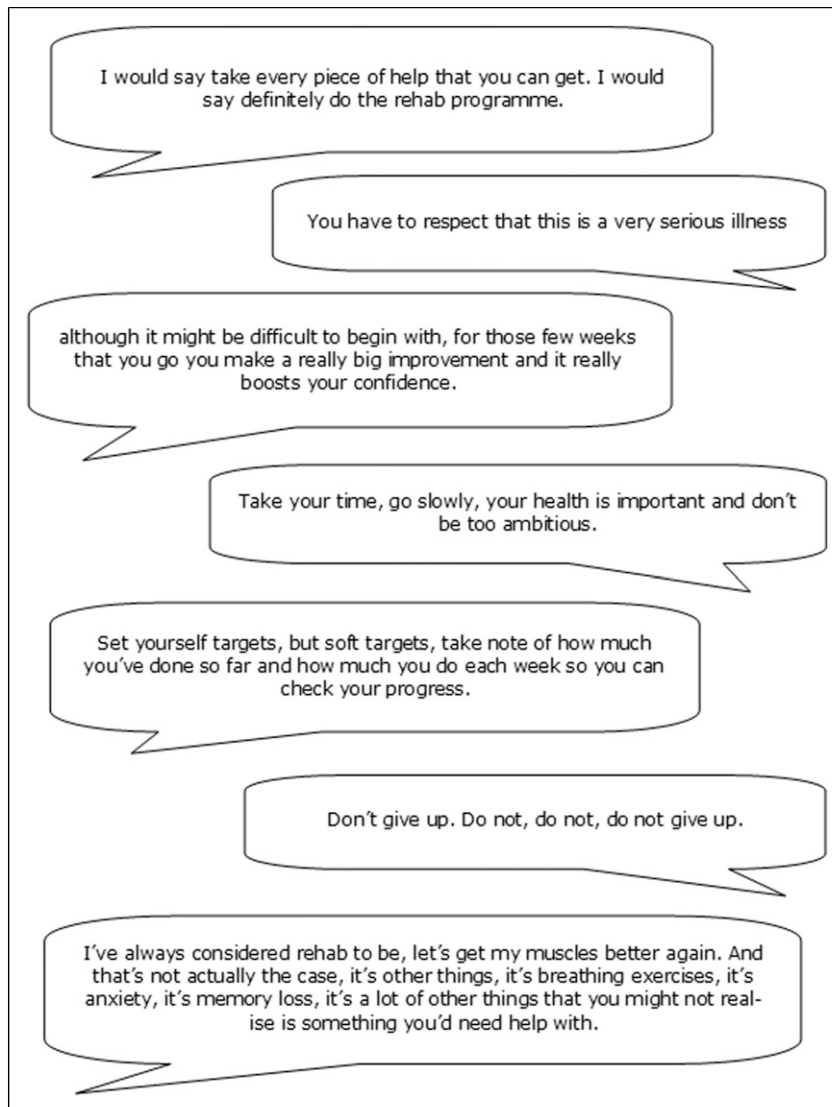 I would say take every piece of help that you can get. I would
say definitely do the rehab programme.
You have to respect that this is a very serious illness
although it might be difficult to begin with, for those few weeks
that you go you make a really big improvement and it really
boosts your confidence.
Take your time, go slowly, your health is important and don't
be too ambitious.
Set yourself targets, but soft targets, take note of how much
you've done so far and how much you do each week so you can
check your progress.
Don't give up. Do not, do not, do not give up.
I've always considered rehab to be, let's get my muscles better again. And
that's not actually the case, it's other things, it's breathing exercises, it's
anxiety, it's memory loss, it's a lot of other things that you might not real-
ise is something you'd need help with.